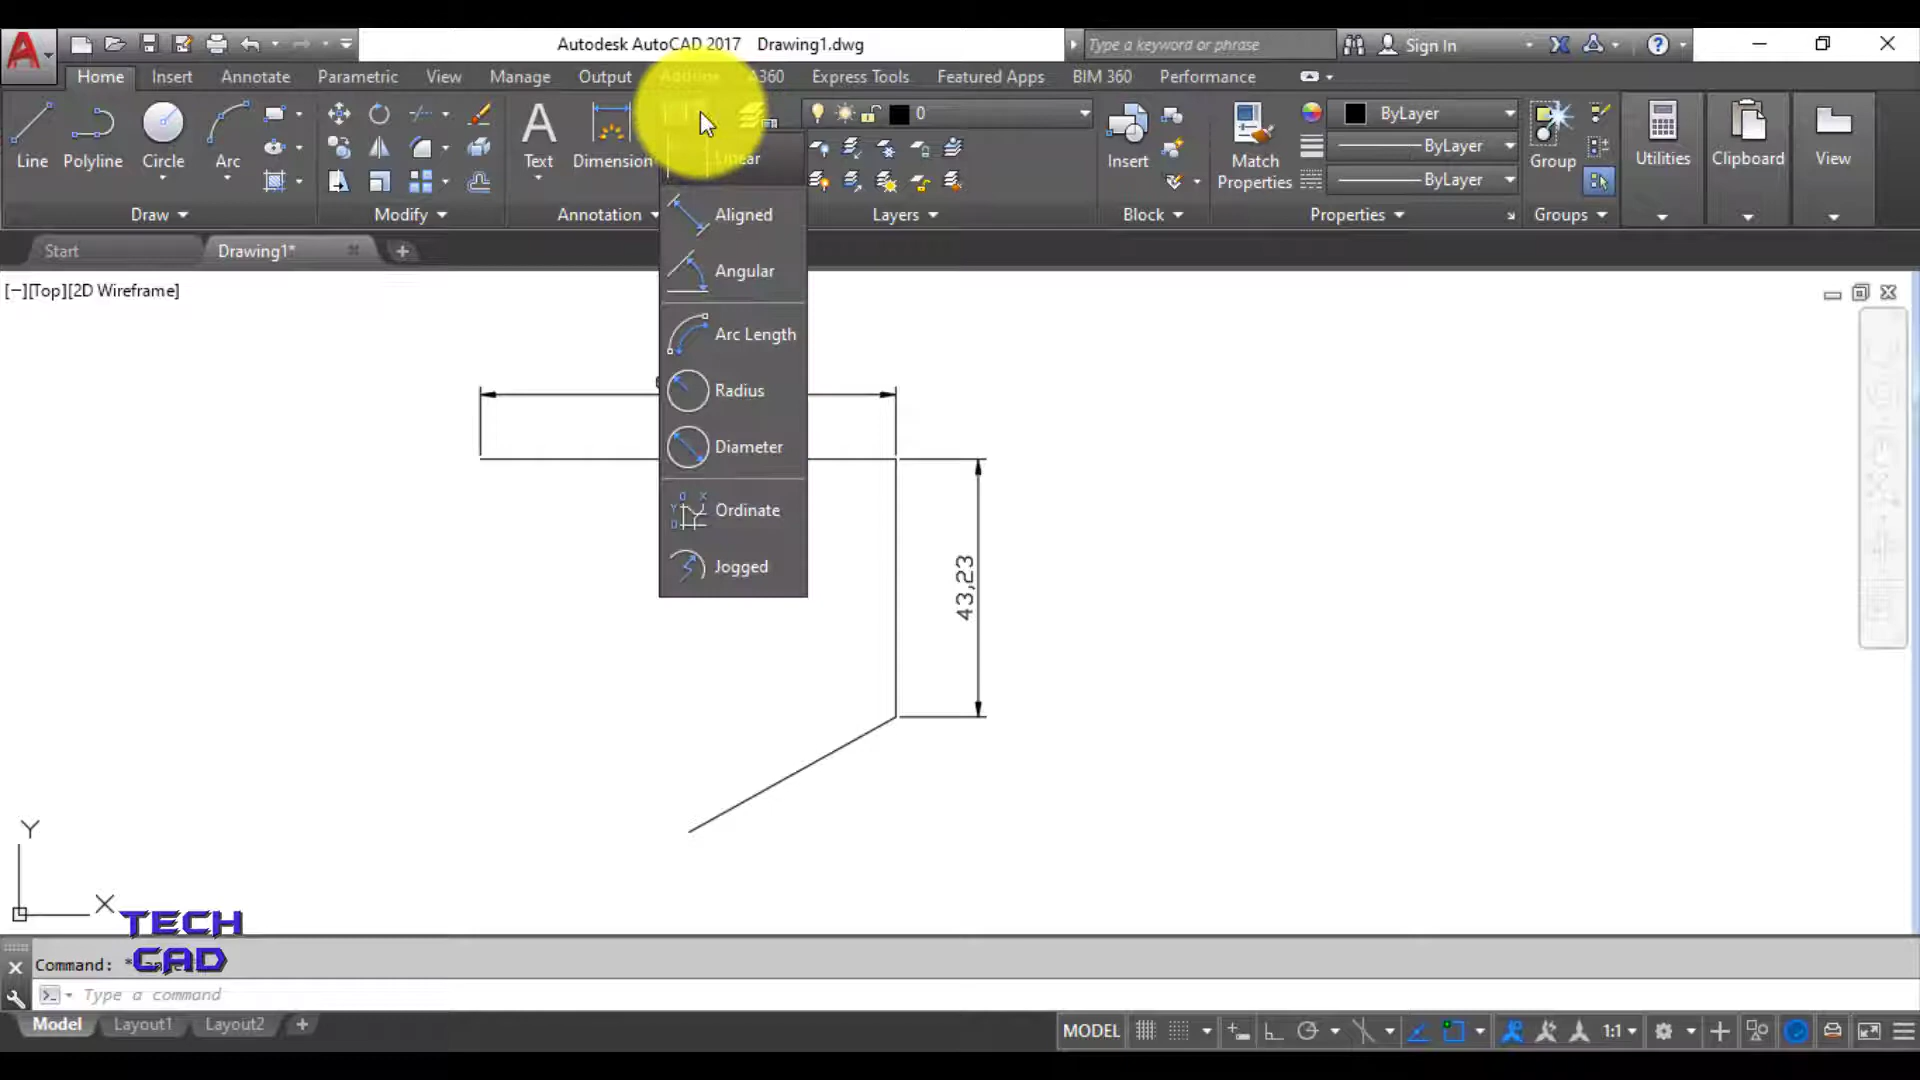 Autodesk AutoCAD 2017 Drawing1.dwg
Type a keyword or phrase
Sign In
Home Insert Annotate Parametric View Manage Output A360 Express Tools Featured Apps BIM 360 Performance
Line Polyline Circle Arc
Text Dimension
Linear
0
Insert
Match
Properties
ByLayer
ByLayer
ByLayer
Group
Utilities Clipboard View
Draw Modify Annotation Layers Block Properties Groups
Aligned
Angular
Arc Length
Radius
Diameter
Ordinate
Jogged
Start Drawing1*
[−][Top][2D Wireframe]
43,23
Y
X
TECH
CAD
Command: *
Type a command
Model Layout1 Layout2
MODEL 1:1